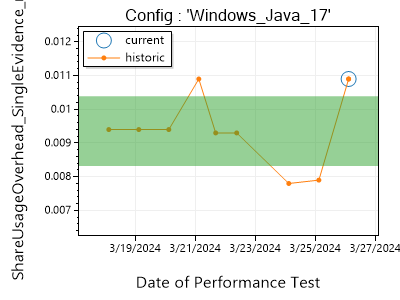 Config : 'Windows_Java_17'
current
historic
0.012
0.011
0.01
0.009
0.008
0.007
ShareUsageOverhead_SingleEvidence_
3/19/2024
3/21/2024
3/23/2024
3/25/2024
3/27/2024
Date of Performance Test